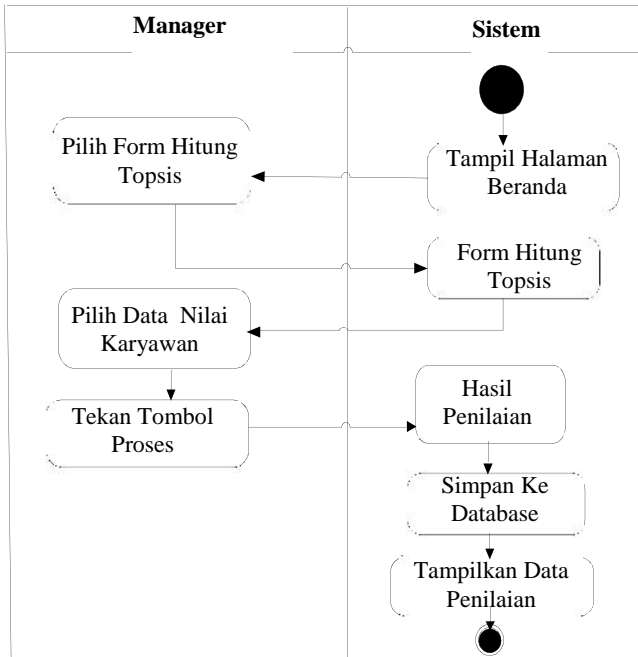 Manager
Sistem
Tampil Halaman
Beranda
Pilih Form Hitung
Topsis
Form Hitung
Topsis
Pilih Data Nilai
Karyawan
Tekan Tombol
Proses
Hasil
Penilaian
Simpan Ke
Database
Tampilkan Data
Penilaian